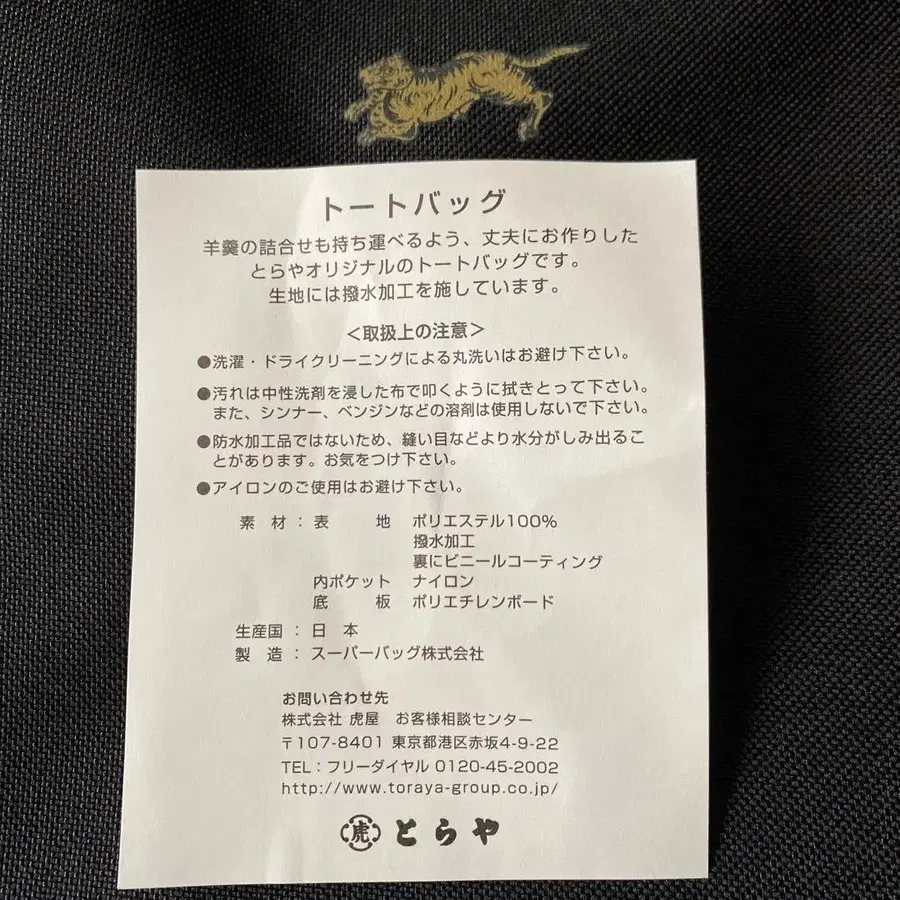 トートバッグ
羊羹の詰合せも持ち運べるよう、丈夫にお作りした
とらやオリジナルのトートバッグです。
生地には撥水加工を施しています。
＜取扱上の注意＞
●洗濯・ドライクリーニングによる丸洗いはお避け下さい。
●汚れは中性洗剤を浸した布で叩くように拭きとって下さい。
また、シンナー、ベンジンなどの溶剤は使用しないで下さい。
●防水加工品ではないため、縫い目などより水分がしみ出るこ
とがあります。お気をつけ下さい。
●アイロンのご使用はお避け下さい。
素 材：表 地 ポリエステル100%
撥水加工
裏にビニールコーティング
内ポケット ナイロン
底 板 ポリエチレンボード
生産国：日 本
製 造：スーパーバッグ株式会社
お問い合わせ先
株式会社 虎屋 お客様相談センター
〒107-8401 東京都港区赤坂4-9-22
TEL：フリーダイヤル 0120-45-2002
http://www.toraya-group.co.jp/
虎 とらや